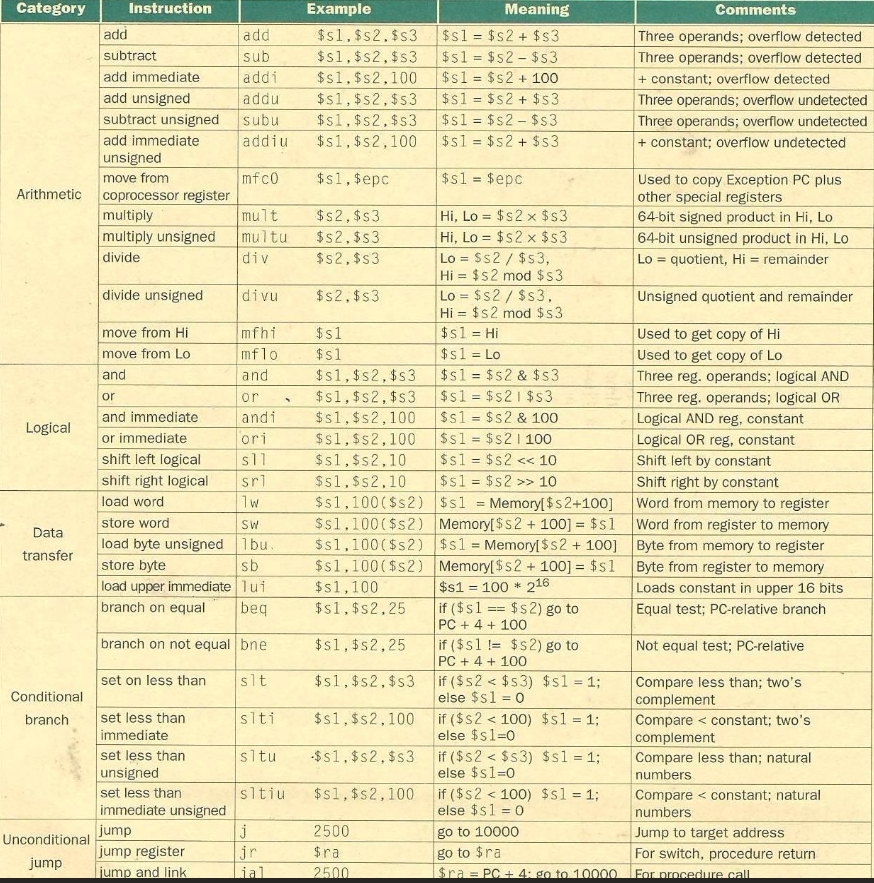 Category Instruction Example Meaning Comments
Arithmetic
add add $s1,$s2,$s3 $s1 = $s2 + $s3 Three operands; overflow detected
subtract sub $s1,$s2,$s3 $s1 = $s2 – $s3 Three operands; overflow detected
add immediate addi $s1,$s2,100 $s1 = $s2 + 100 + constant; overflow detected
add unsigned addu $s1,$s2,$s3 $s1 = $s2 + $s3 Three operands; overflow undetected
subtract unsigned subu $s1,$s2,$s3 $s1 = $s2 – $s3 Three operands; overflow undetected
add immediate addiu $s1,$s2,100 $s1 = $s2 + $s3 + constant; overflow undetected
unsigned
move from mfc0 $s1,$epc $s1 = $epc Used to copy Exception PC plus
coprocessor register other special registers
multiply mult $s2,$s3 Hi, Lo = $s2 × $s3 64-bit signed product in Hi, Lo
multiply unsigned multu $s2,$s3 Hi, Lo = $s2 × $s3 64-bit unsigned product in Hi, Lo
divide div $s2,$s3 Lo = $s2 / $s3, Lo = quotient, Hi = remainder
Hi = $s2 mod $s3
divide unsigned divu $s2,$s3 Lo = $s2 / $s3, Unsigned quotient and remainder
Hi = $s2 mod $s3
move from Hi mfhi $s1 $s1 = Hi Used to get copy of Hi
move from Lo mflo $s1 $s1 = Lo Used to get copy of Lo
Logical
and and $s1,$s2,$s3 $s1 = $s2 & $s3 Three reg. operands; logical AND
or or $s1,$s2,$s3 $s1 = $s2 | $s3 Three reg. operands; logical OR
and immediate andi $s1,$s2,100 $s1 = $s2 & 100 Logical AND reg, constant
or immediate ori $s1,$s2,100 $s1 = $s2 | 100 Logical OR reg, constant
shift left logical sll $s1,$s2,10 $s1 = $s2 << 10 Shift left by constant
shift right logical srl $s1,$s2,10 $s1 = $s2 >> 10 Shift right by constant
Data
transfer
load word lw $s1,100($s2) $s1 = Memory[$s2+100] Word from memory to register
store word sw $s1,100($s2) Memory[$s2 + 100] = $s1 Word from register to memory
load byte unsigned lbu $s1,100($s2) $s1 = Memory[$s2 + 100] Byte from memory to register
store byte sb $s1,100($s2) Memory[$s2 + 100] = $s1 Byte from register to memory
load upper immediate lui $s1,100 $s1 = 100 * 2¹⁶ Loads constant in upper 16 bits
Conditional
branch
branch on equal beq $s1,$s2,25 if ($s1 == $s2) go to Equal test; PC-relative branch
PC + 4 + 100
branch on not equal bne $s1,$s2,25 if ($s1 != $s2) go to Not equal test; PC-relative
PC + 4 + 100
set on less than slt $s1,$s2,$s3 if ($s2 < $s3) $s1 = 1; Compare less than; two's
else $s1 = 0 complement
set less than slti $s1,$s2,100 if ($s2 < 100) $s1 = 1; Compare < constant; two's
immediate else $s1=0 complement
set less than sltu $s1,$s2,$s3 if ($s2 < $s3) $s1 = 1; Compare less than; natural
unsigned else $s1=0 numbers
set less than sltiu $s1,$s2,100 if ($s2 < 100) $s1 = 1; Compare < constant; natural
immediate unsigned else $s1 = 0 numbers
Unconditional
jump
jump j 2500 go to 10000 Jump to target address
jump register jr $ra go to $ra For switch, procedure return
jump and link jal 2500 $ra = PC + 4; go to 10000 For procedure call